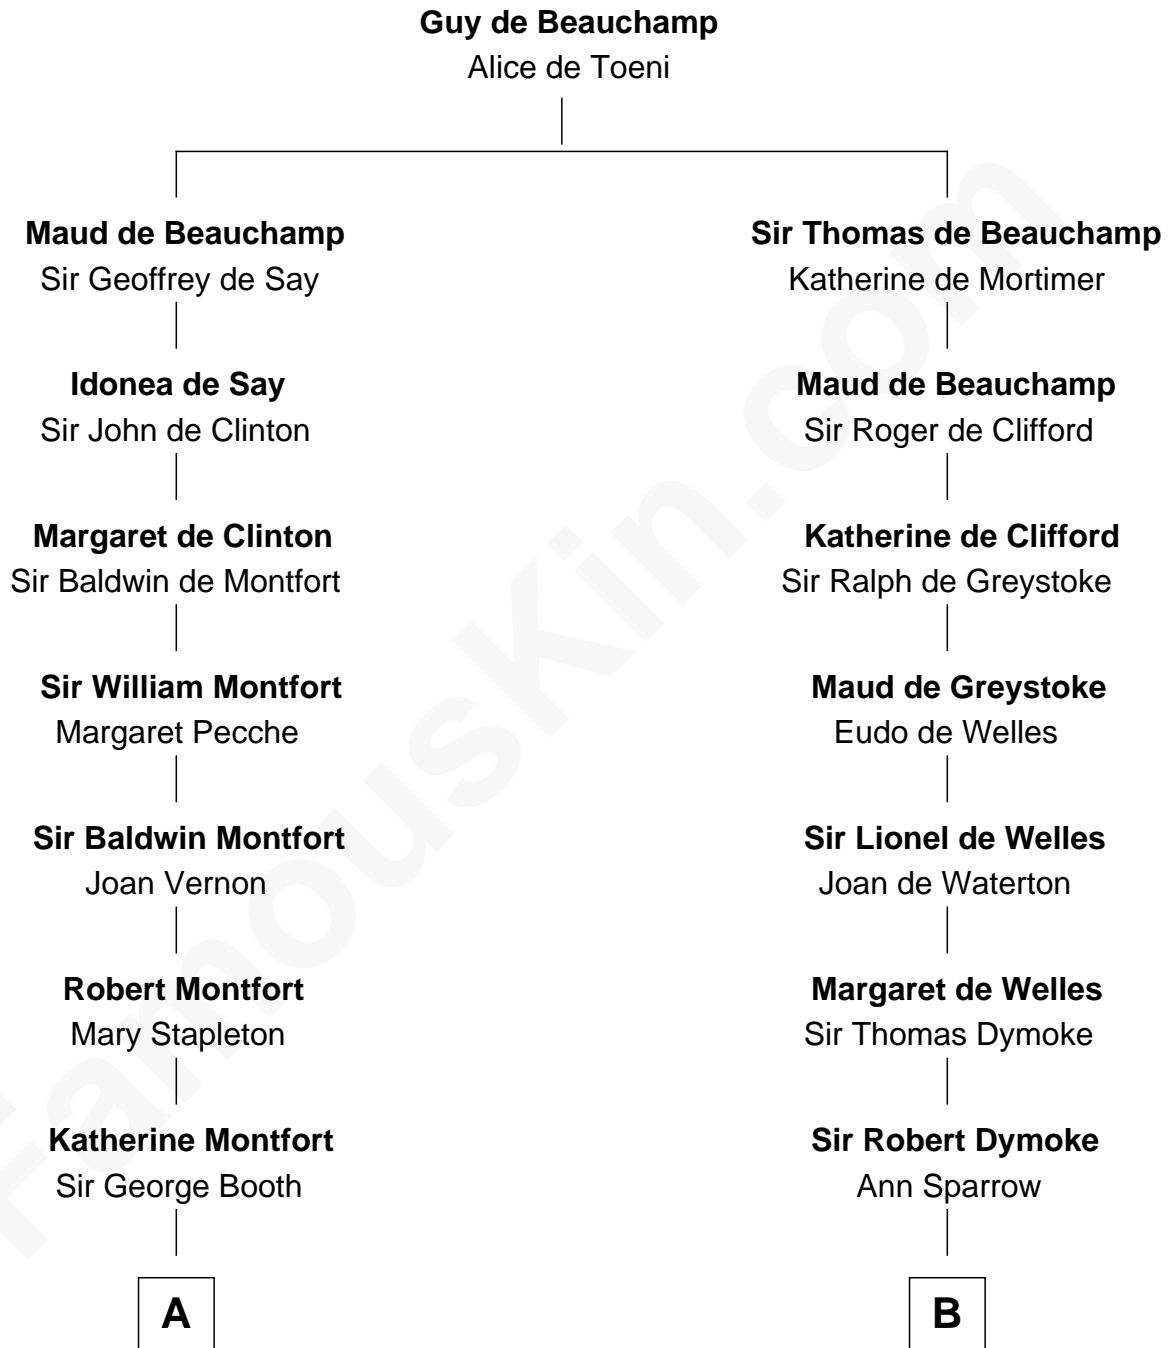 Guy de Beauchamp
Alice de Toeni
Maud de Beauchamp
Sir Geoffrey de Say
Idonea de Say
Sir John de Clinton
Margaret de Clinton
Sir Baldwin de Montfort
Sir William Montfort
Margaret Pecche
Sir Baldwin Montfort
Joan Vernon
Robert Montfort
Mary Stapleton
Katherine Montfort
Sir George Booth
A
Sir Thomas de Beauchamp
Katherine de Mortimer
Maud de Beauchamp
Sir Roger de Clifford
Katherine de Clifford
Sir Ralph de Greystoke
Maud de Greystoke
Eudo de Welles
Sir Lionel de Welles
Joan de Waterton
Margaret de Welles
Sir Thomas Dymoke
Sir Robert Dymoke
Ann Sparrow
B
FamousKin.com